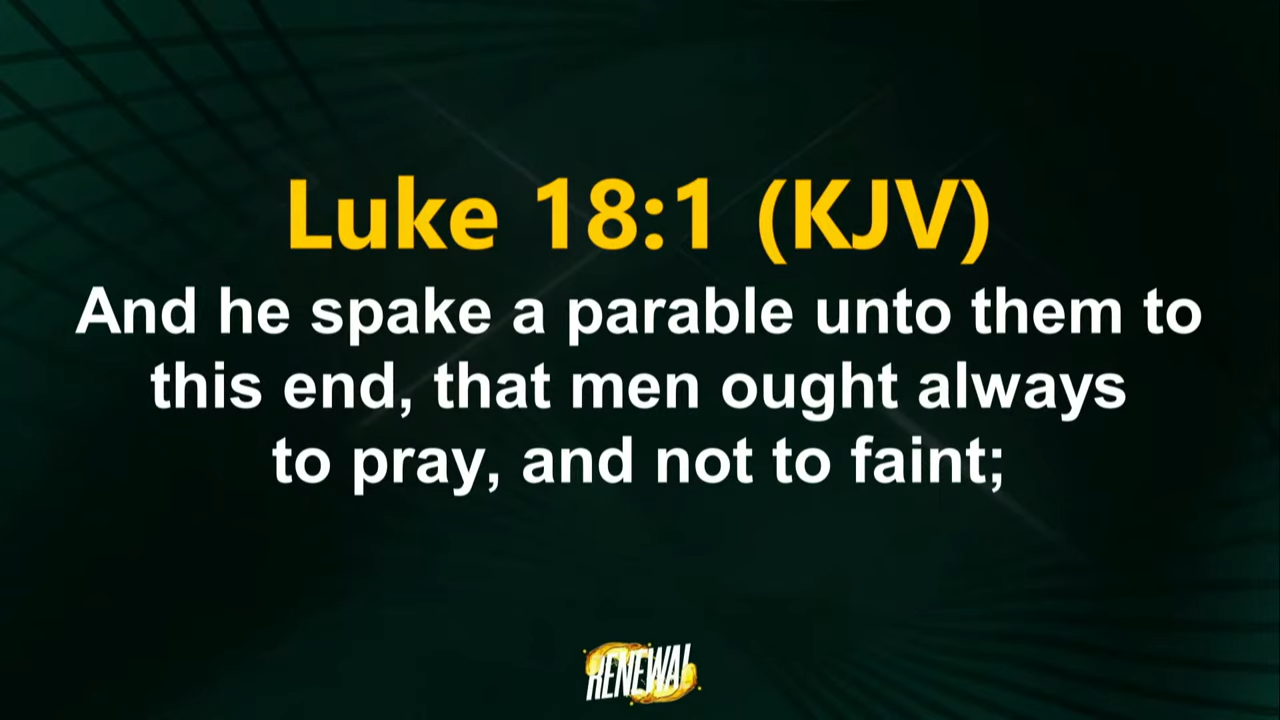 Luke 18:1 (KJV)
And he spake a parable unto them to
this end, that men ought always
to pray, and not to faint;
RENEWAL